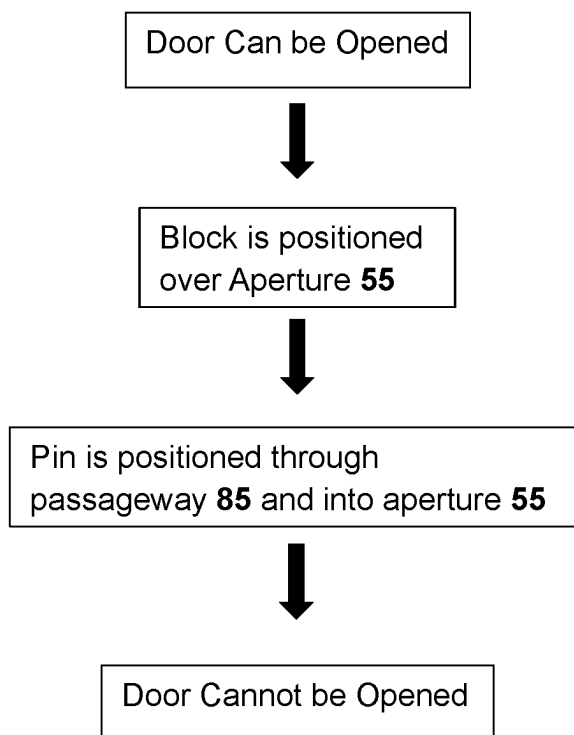 Door Can be Opened
Block is positioned
over Aperture 55
Pin is positioned through
passageway 85 and into aperture 55
Door Cannot be Opened